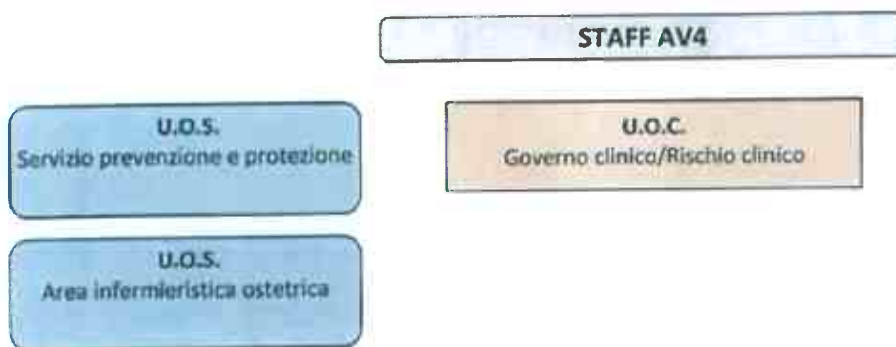 STAFF AV4
U.O.S.
Servizio prevenzione e protezione
U.O.C.
Governo clinico/Rischio clinico
U.O.S.
Area infermieristica ostetrica